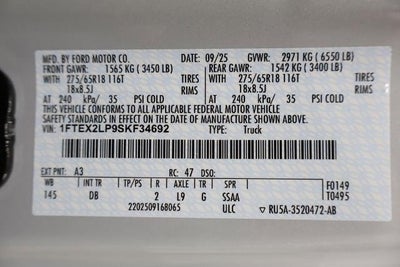 MFD. BY FORD MOTOR CO. 09/25 GVWR: 2971 KG ( 6550 LB)
FRONT GAWR: 1565 KG ( 3450 LB) REAR GAWR: 1542 KG ( 3400 LB)
WITH 275/65R18 116T TIRES WITH 275/65R18 116T TIRES
18x8.5J RIMS 18x8.5J RIMS
AT 240 kPa/ 35 PSI COLD AT 240 kPa/ 35 PSI COLD
THIS VEHICLE CONFORMS TO ALL APPLICABLE FEDERAL MOTOR VEHICLE
SAFETY STANDARDS IN EFFECT ON THE DATE OF MANUFACTURE SHOWN ABOVE.
VIN: 1FTEX2LP9SKF34692 TYPE: Truck
EXT PNT: A3 RC: 47 DSO: F0149
WB INT TR TP/PS R AXLE TR SPR T0495
145 DB 2 L9 G SSAA
2202509168065 ULC RU5A-3520472-AB